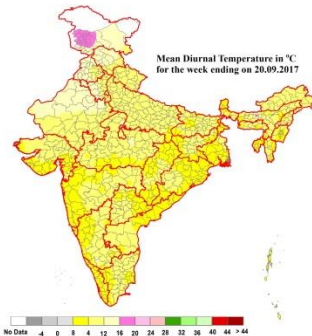 Mean Diurnal Temperature in °C
for the week ending on 20.09.2017
No Data -4 0 8 4 12 16 20 24 28 32 36 40 44 > 44